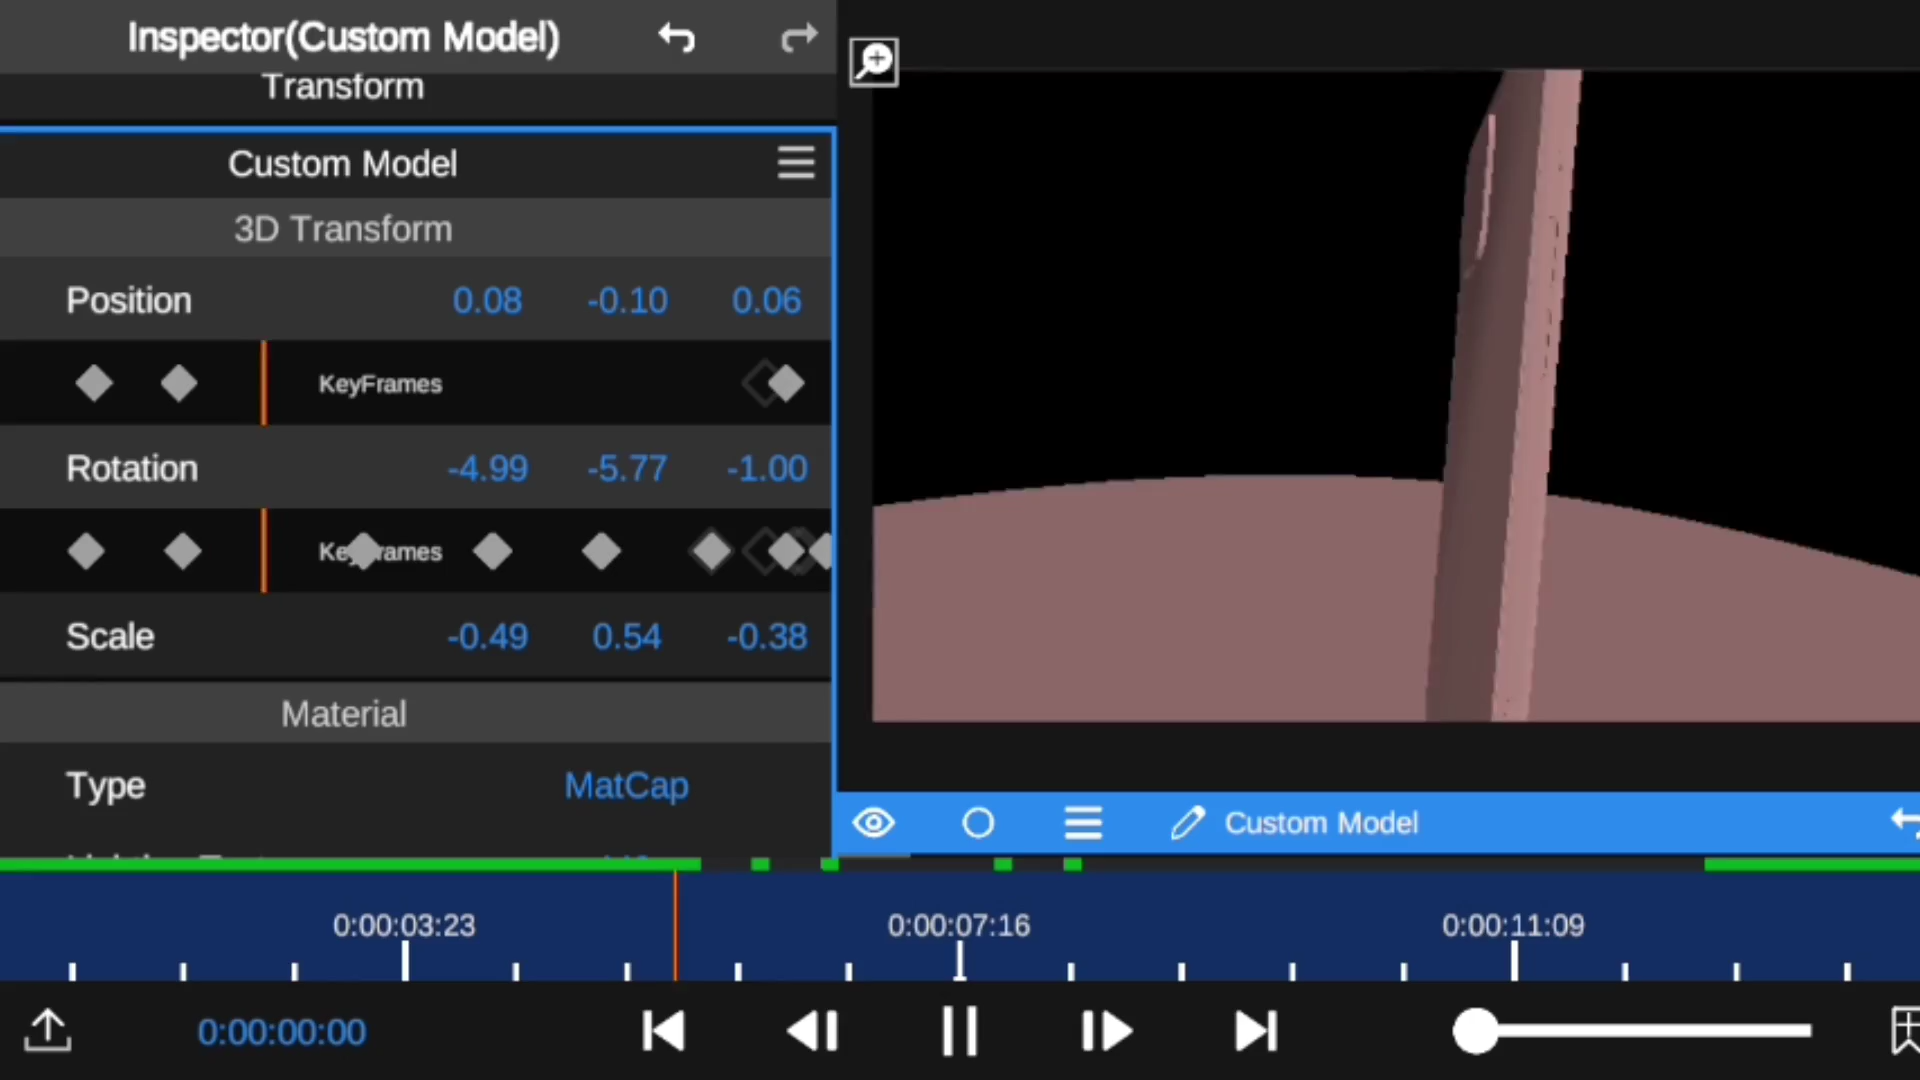 Inspector(Custom Model)
Transform
Custom Model
3D Transform
Position 0.08 -0.10 0.06
KeyFrames
Rotation -4.99 -5.77 -1.00
KeyFrames
Scale -0.49 0.54 -0.38
Material
Type MatCap
Custom Model
0:00:03:23 0:00:07:16 0:00:11:09
0:00:00:00